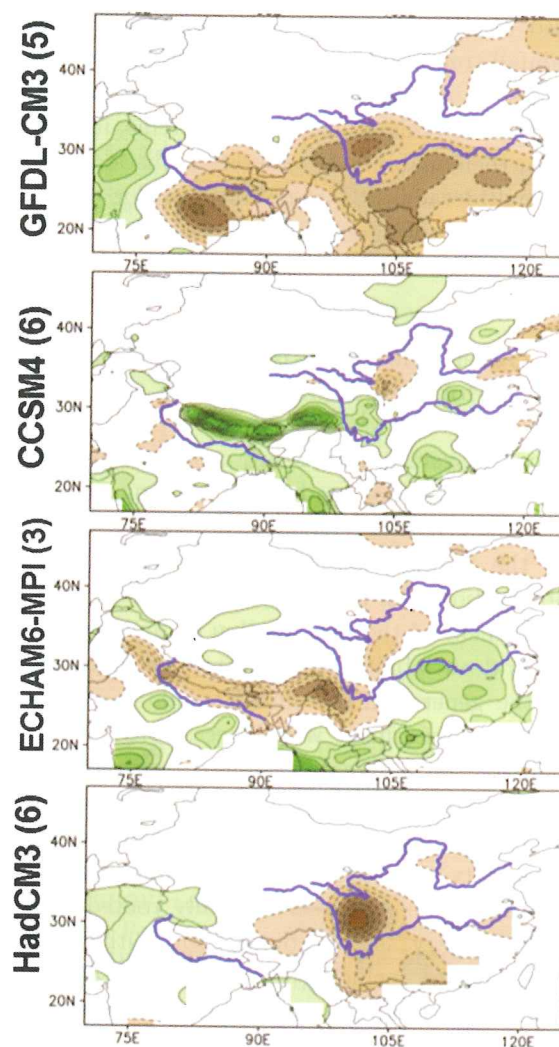 GFDL-CM3 (5)
40N
30N
20N
75E 90E 105E 120E
CCSM4 (6)
40N
30N
20N
75E 90E 105E 120E
ECHAM6-MPI (3)
40N
30N
20N
75E 90E 105E 120E
HadCM3 (6)
40N
30N
20N
75E 90E 105E 120E